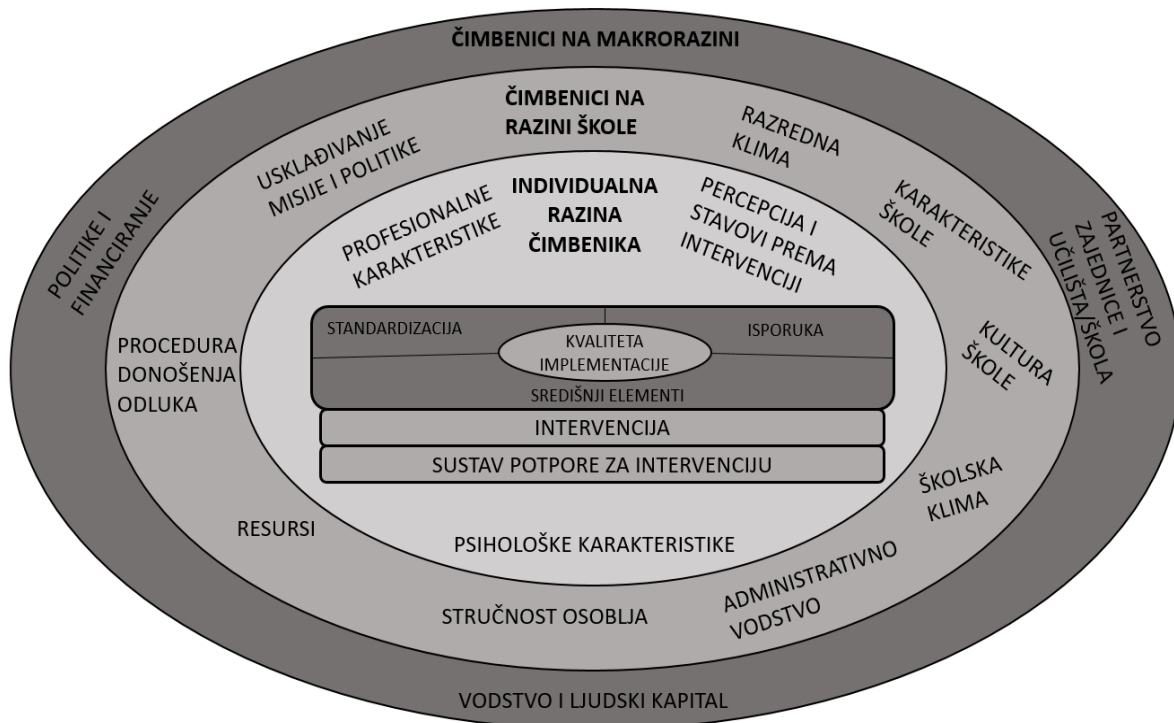 ČIMBENICI NA MAKRORAZINI
ČIMBENICI NA
RAZINI ŠKOLE
USKLAĐIVANJE
MISIJE I POLITIKE
RAZREDNA
KLIMA
KARAKTERISTIKE
ŠKOLE
POLITIKE I
FINANCIRANJE
PARTNERSTVO
ZAJEDNICE I
UČILIŠTA/ŠKOLA
INDIVIDUALNA
RAZINA
ČIMBENIKA
PROFESIONALNE
KARAKTERISTIKE
PERCEPCIJA I
STAVOVI PREMA
INTERVENCIJI
STANDARDIZACIJA
ISPORUKA
KVALITETA
IMPLEMENTACIJE
SREDIŠNJI ELEMENTI
INTERVENCIJA
SUSTAV POTPORE ZA INTERVENCIJU
PROCEDURA
DONOŠENJA
ODLUKA
KULTURA
ŠKOLE
ŠKOLSKA
KLIMA
RESURSI
PSIHOLOŠKE KARAKTERISTIKE
ADMINISTRATIVNO
VODSTVO
STRUČNOST OSOBLJA
VODSTVO I LJUDSKI KAPITAL